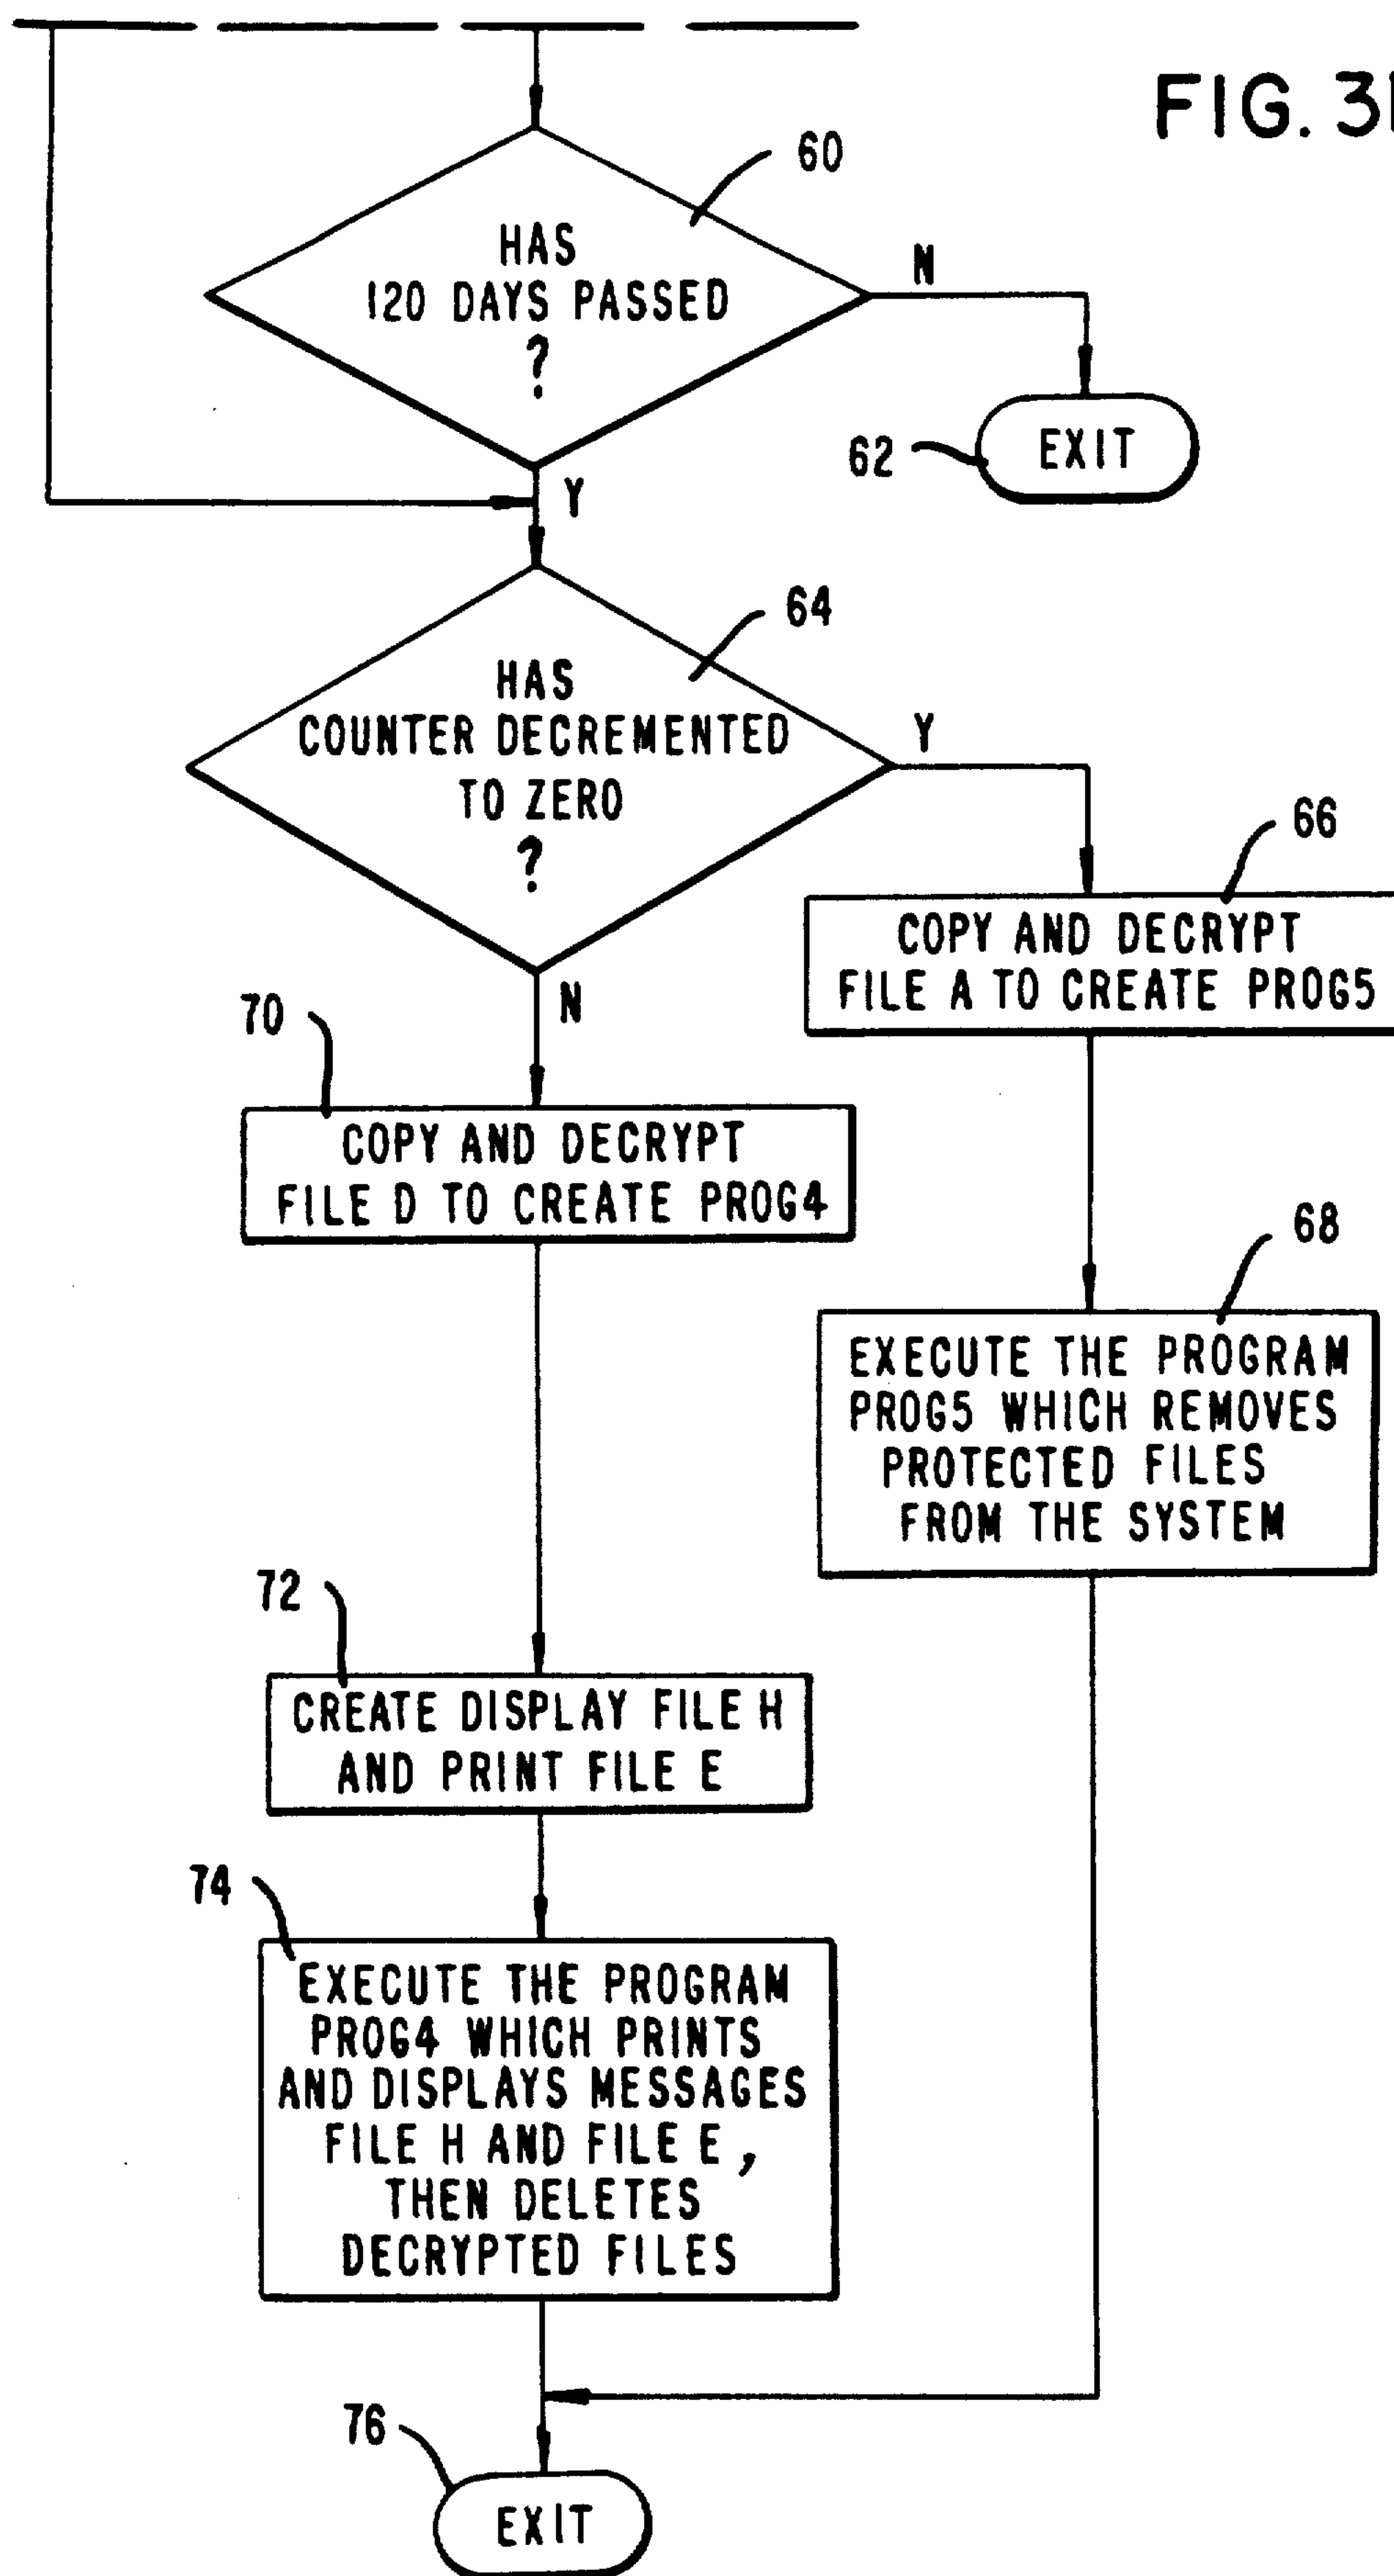 FIG. 3
60
HAS
120 DAYS PASSED
?
N
62
EXIT
Y
64
HAS
COUNTER DECREMENTED
TO ZERO
?
Y
66
COPY AND DECRYPT
FILE A TO CREATE PROG5
N
70
COPY AND DECRYPT
FILE D TO CREATE PROG4
68
EXECUTE THE PROGRAM
PROG5 WHICH REMOVES
PROTECTED FILES
FROM THE SYSTEM
72
CREATE DISPLAY FILE H
AND PRINT FILE E
74
EXECUTE THE PROGRAM
PROG4 WHICH PRINTS
AND DISPLAYS MESSAGES
FILE H AND FILE E,
THEN DELETES
DECRYPTED FILES
76
EXIT